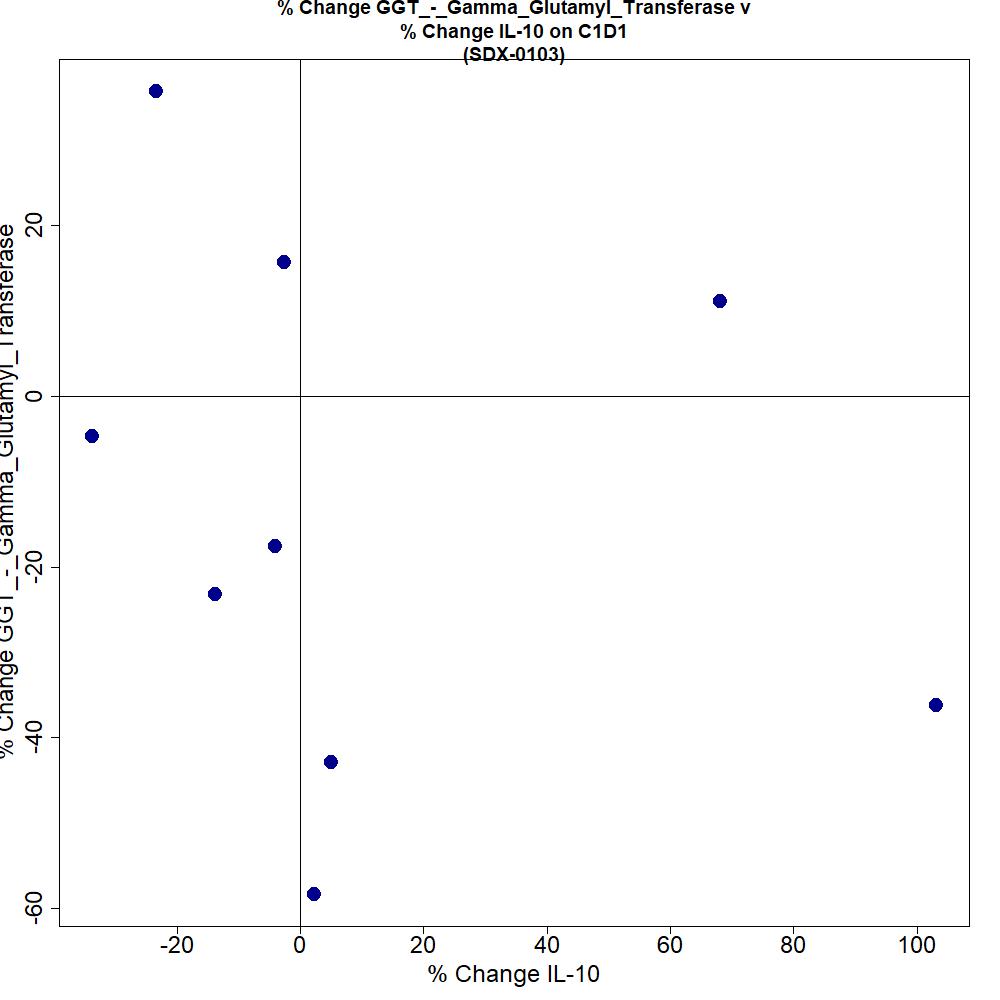 % Change GGT_-_Gamma_Glutamyl_Transferase v
% Change IL-10 on C1D1
(SDX-0103)
% Change GGT_-_Gamma_Glutamyl_Transferase
20
0
-20
-40
-60
-20 0 20 40 60 80 100
% Change IL-10